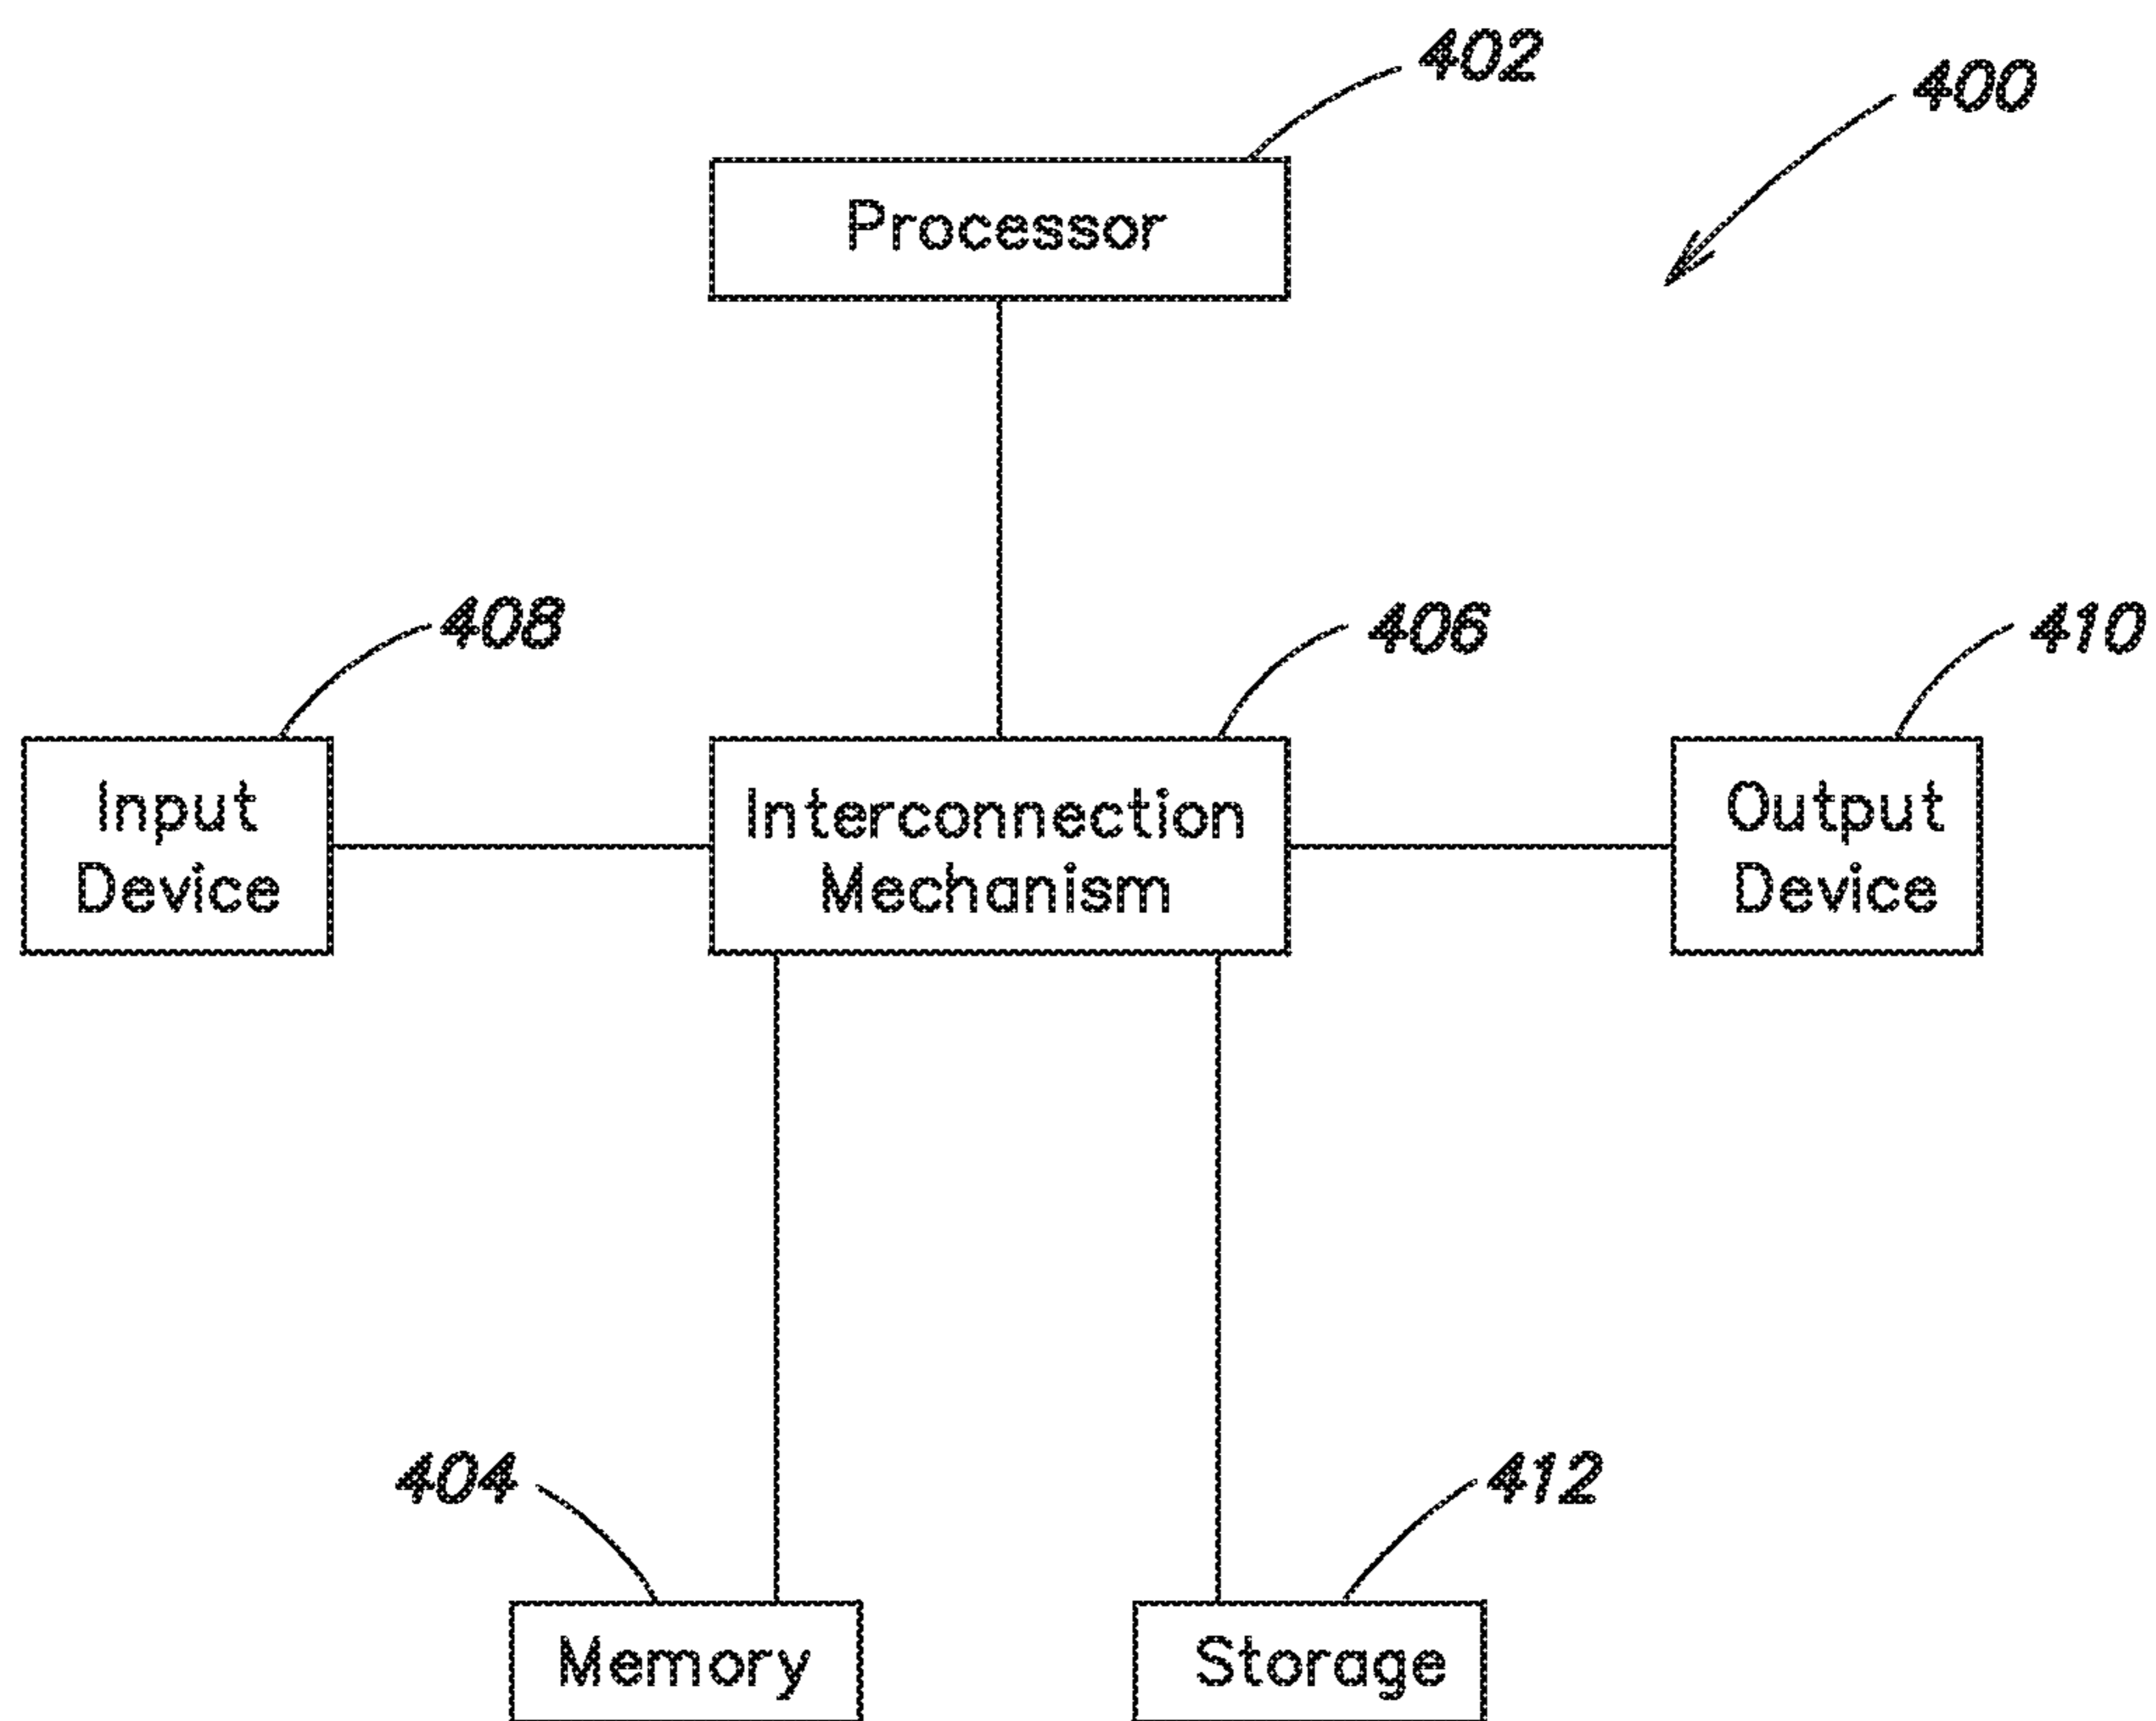 402
400
Processor
408
406
410
Input
Device
Interconnection
Mechanism
Output
Device
404
412
Memory
Storage